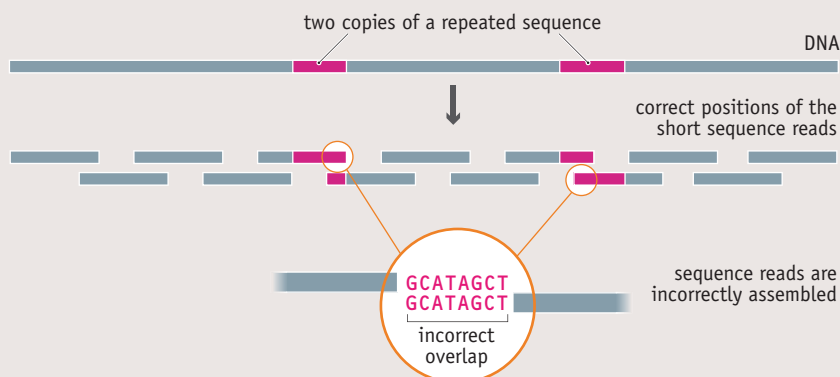 two copies of a repeated sequence
DNA
correct positions of the
short sequence reads
GCATAGCT
GCATAGCT
incorrect
overlap
sequence reads are
incorrectly assembled